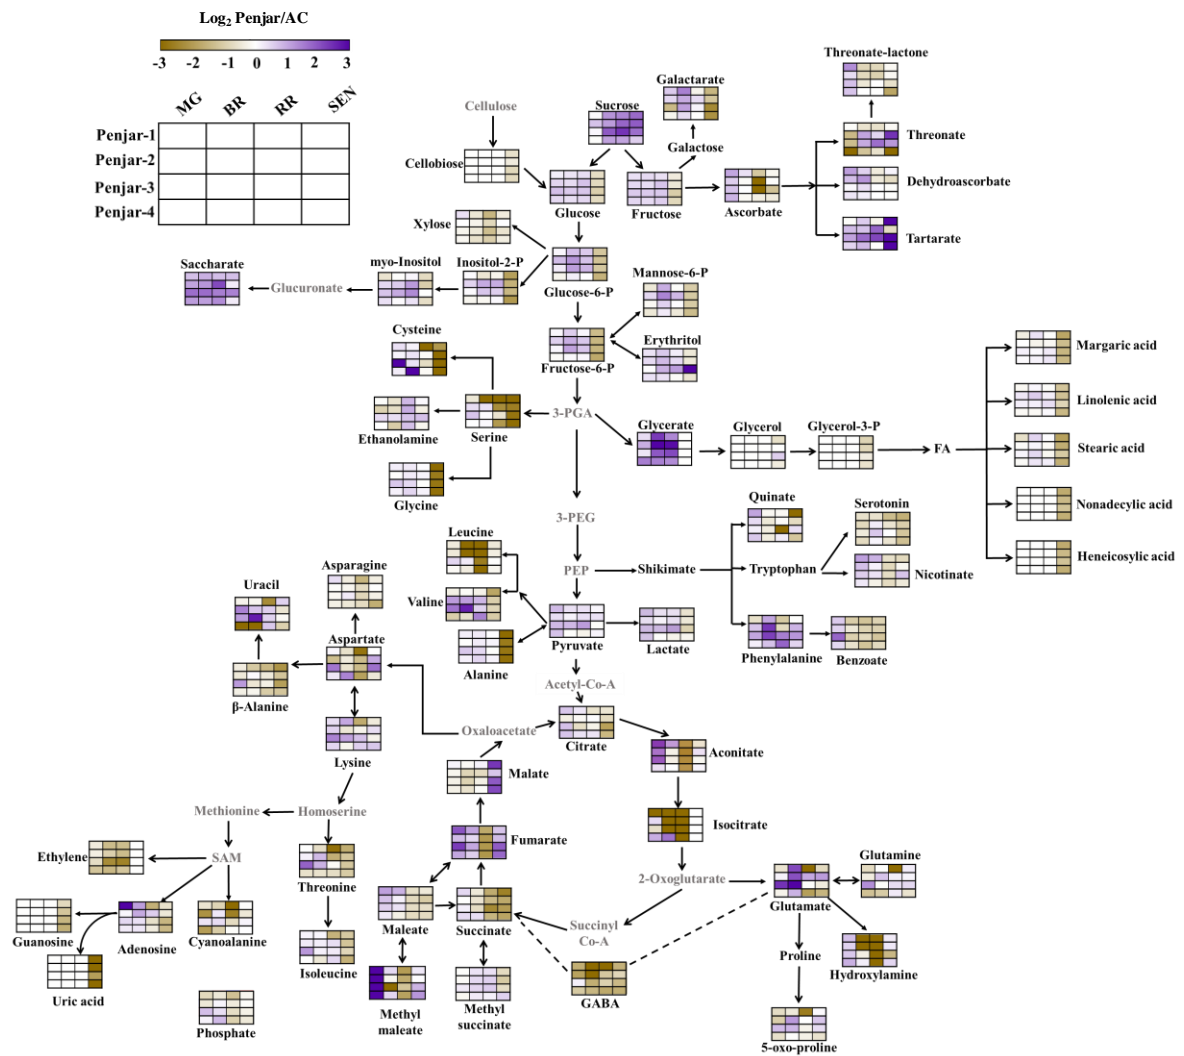 Log₂ Penjar/AC
-3 -2 -1 0 1 2 3
MG BR RR SEN
Penjar-1
Penjar-2
Penjar-3
Penjar-4
Cellulose
Cellobiose
Sucrose
Galactarate
Galactose
Threonate-lactone
Threonate
Dehydroascorbate
Tartarate
Glucose
Fructose
Ascorbate
Xylose
Saccharate
Glucuronate
myo-Inositol
Inositol-2-P
Glucose-6-P
Mannose-6-P
Cysteine
Fructose-6-P
Erythritol
Margaric acid
Linolenic acid
Stearic acid
Nonadecylic acid
Heneicosylic acid
Ethanolamine
Serine
3-PGA
Glycerate
Glycerol
Glycerol-3-P
FA
Glycine
3-PEG
Quinate
Serotonin
Leucine
PEP
Shikimate
Tryptophan
Nicotinate
Asparagine
Uracil
Valine
Alanine
Pyruvate
Lactate
Phenylalanine
Benzoate
Aspartate
β-Alanine
Acetyl-Co-A
Oxaloacetate
Citrate
Aconitate
Lysine
Malate
Methionine
Homoserine
Isocitrate
Fumarate
Ethylene
SAM
Threonine
2-Oxoglutarate
Glutamine
Glutamate
Guanosine
Adenosine
Cyanoalanine
Maleate
Succinate
Succinyl
Co-A
Isoleucine
Proline
Hydroxylamine
Uric acid
GABA
Methyl
maleate
Methyl
succinate
Phosphate
5-oxo-proline